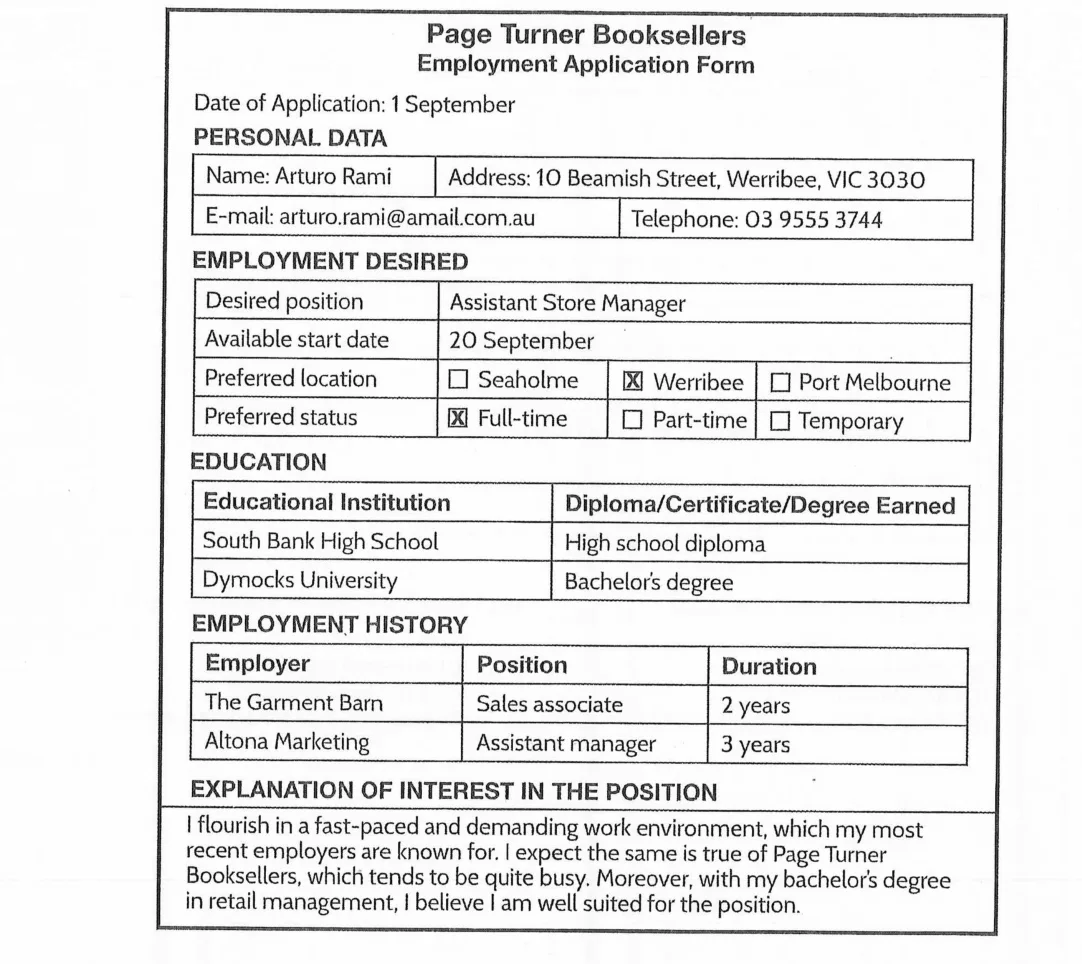 Page Turner Booksellers
Employment Application Form
Date of Application: 1 September
PERSONAL DATA
Name: Arturo Rami Address: 10 Beamish Street, Werribee, VIC 3030
E-mail: arturo.rami@amail.com.au Telephone: 03 9555 3744
EMPLOYMENT DESIRED
Desired position Assistant Store Manager
Available start date 20 September
Preferred location ☐ Seaholme ☒ Werribee ☐ Port Melbourne
Preferred status ☒ Full-time ☐ Part-time ☐ Temporary
EDUCATION
Educational Institution Diploma/Certificate/Degree Earned
South Bank High School High school diploma
Dymocks University Bachelor's degree
EMPLOYMENT HISTORY
Employer Position Duration
The Garment Barn Sales associate 2 years
Altona Marketing Assistant manager 3 years
EXPLANATION OF INTEREST IN THE POSITION
I flourish in a fast-paced and demanding work environment, which my most
recent employers are known for. I expect the same is true of Page Turner
Booksellers, which tends to be quite busy. Moreover, with my bachelor's degree
in retail management, I believe I am well suited for the position.